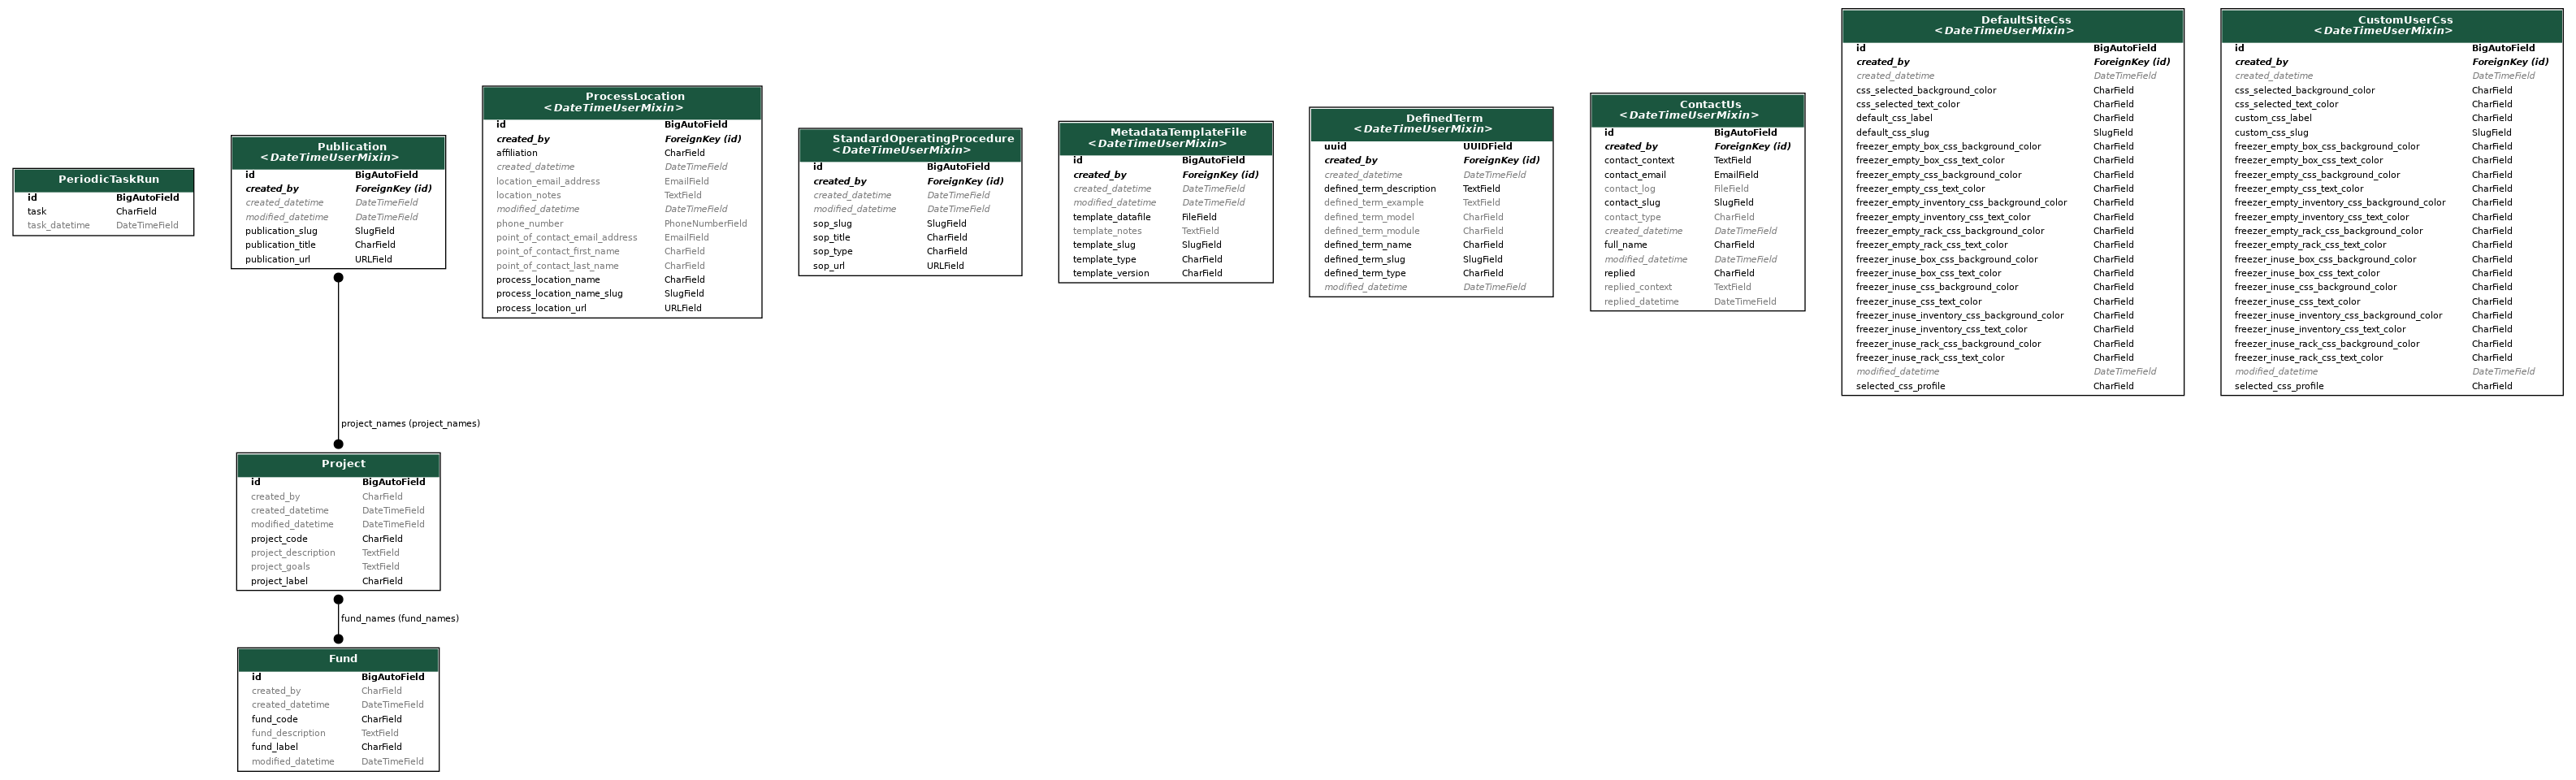 PeriodicTaskRun
id BigAutoField
task CharField
task_datetime DateTimeField
Publication
<DateTimeUserMixin>
id BigAutoField
created_by ForeignKey (id)
created_datetime DateTimeField
modified_datetime DateTimeField
publication_slug SlugField
publication_title CharField
publication_url URLField
project_names (project_names)
Project
id BigAutoField
created_by CharField
created_datetime DateTimeField
modified_datetime DateTimeField
project_code CharField
project_description TextField
project_goals TextField
project_label CharField
fund_names (fund_names)
Fund
id BigAutoField
created_by CharField
created_datetime DateTimeField
fund_code CharField
fund_description TextField
fund_label CharField
modified_datetime DateTimeField
ProcessLocation
<DateTimeUserMixin>
id BigAutoField
created_by ForeignKey (id)
affiliation CharField
created_datetime DateTimeField
location_email_address EmailField
location_notes TextField
modified_datetime DateTimeField
phone_number PhoneNumberField
point_of_contact_email_address EmailField
point_of_contact_first_name CharField
point_of_contact_last_name CharField
process_location_name CharField
process_location_name_slug SlugField
process_location_url URLField
StandardOperatingProcedure
<DateTimeUserMixin>
id BigAutoField
created_by ForeignKey (id)
created_datetime DateTimeField
modified_datetime DateTimeField
sop_slug SlugField
sop_title CharField
sop_type CharField
sop_url URLField
MetadataTemplateFile
<DateTimeUserMixin>
id BigAutoField
created_by ForeignKey (id)
created_datetime DateTimeField
modified_datetime DateTimeField
template_datafile FileField
template_notes TextField
template_slug SlugField
template_type CharField
template_version CharField
DefinedTerm
<DateTimeUserMixin>
uuid UUIDField
created_by ForeignKey (id)
created_datetime DateTimeField
defined_term_description TextField
defined_term_example TextField
defined_term_model CharField
defined_term_module CharField
defined_term_name CharField
defined_term_slug SlugField
defined_term_type CharField
modified_datetime DateTimeField
ContactUs
<DateTimeUserMixin>
id BigAutoField
created_by ForeignKey (id)
contact_context TextField
contact_email EmailField
contact_log FileField
contact_slug SlugField
contact_type CharField
created_datetime DateTimeField
full_name CharField
modified_datetime DateTimeField
replied CharField
replied_context TextField
replied_datetime DateTimeField
DefaultSiteCss
<DateTimeUserMixin>
id BigAutoField
created_by ForeignKey (id)
created_datetime DateTimeField
css_selected_background_color CharField
css_selected_text_color CharField
default_css_label CharField
default_css_slug SlugField
freezer_empty_box_css_background_color CharField
freezer_empty_box_css_text_color CharField
freezer_empty_css_background_color CharField
freezer_empty_css_text_color CharField
freezer_empty_inventory_css_background_color CharField
freezer_empty_inventory_css_text_color CharField
freezer_empty_rack_css_background_color CharField
freezer_empty_rack_css_text_color CharField
freezer_inuse_box_css_background_color CharField
freezer_inuse_box_css_text_color CharField
freezer_inuse_css_background_color CharField
freezer_inuse_css_text_color CharField
freezer_inuse_inventory_css_background_color CharField
freezer_inuse_inventory_css_text_color CharField
freezer_inuse_rack_css_background_color CharField
freezer_inuse_rack_css_text_color CharField
modified_datetime DateTimeField
selected_css_profile CharField
CustomUserCss
<DateTimeUserMixin>
id BigAutoField
created_by ForeignKey (id)
created_datetime DateTimeField
css_selected_background_color CharField
css_selected_text_color CharField
custom_css_label CharField
custom_css_slug SlugField
freezer_empty_box_css_background_color CharField
freezer_empty_box_css_text_color CharField
freezer_empty_css_background_color CharField
freezer_empty_css_text_color CharField
freezer_empty_inventory_css_background_color CharField
freezer_empty_inventory_css_text_color CharField
freezer_empty_rack_css_background_color CharField
freezer_empty_rack_css_text_color CharField
freezer_inuse_box_css_background_color CharField
freezer_inuse_box_css_text_color CharField
freezer_inuse_css_background_color CharField
freezer_inuse_css_text_color CharField
freezer_inuse_inventory_css_background_color CharField
freezer_inuse_inventory_css_text_color CharField
freezer_inuse_rack_css_background_color CharField
freezer_inuse_rack_css_text_color CharField
modified_datetime DateTimeField
selected_css_profile CharField